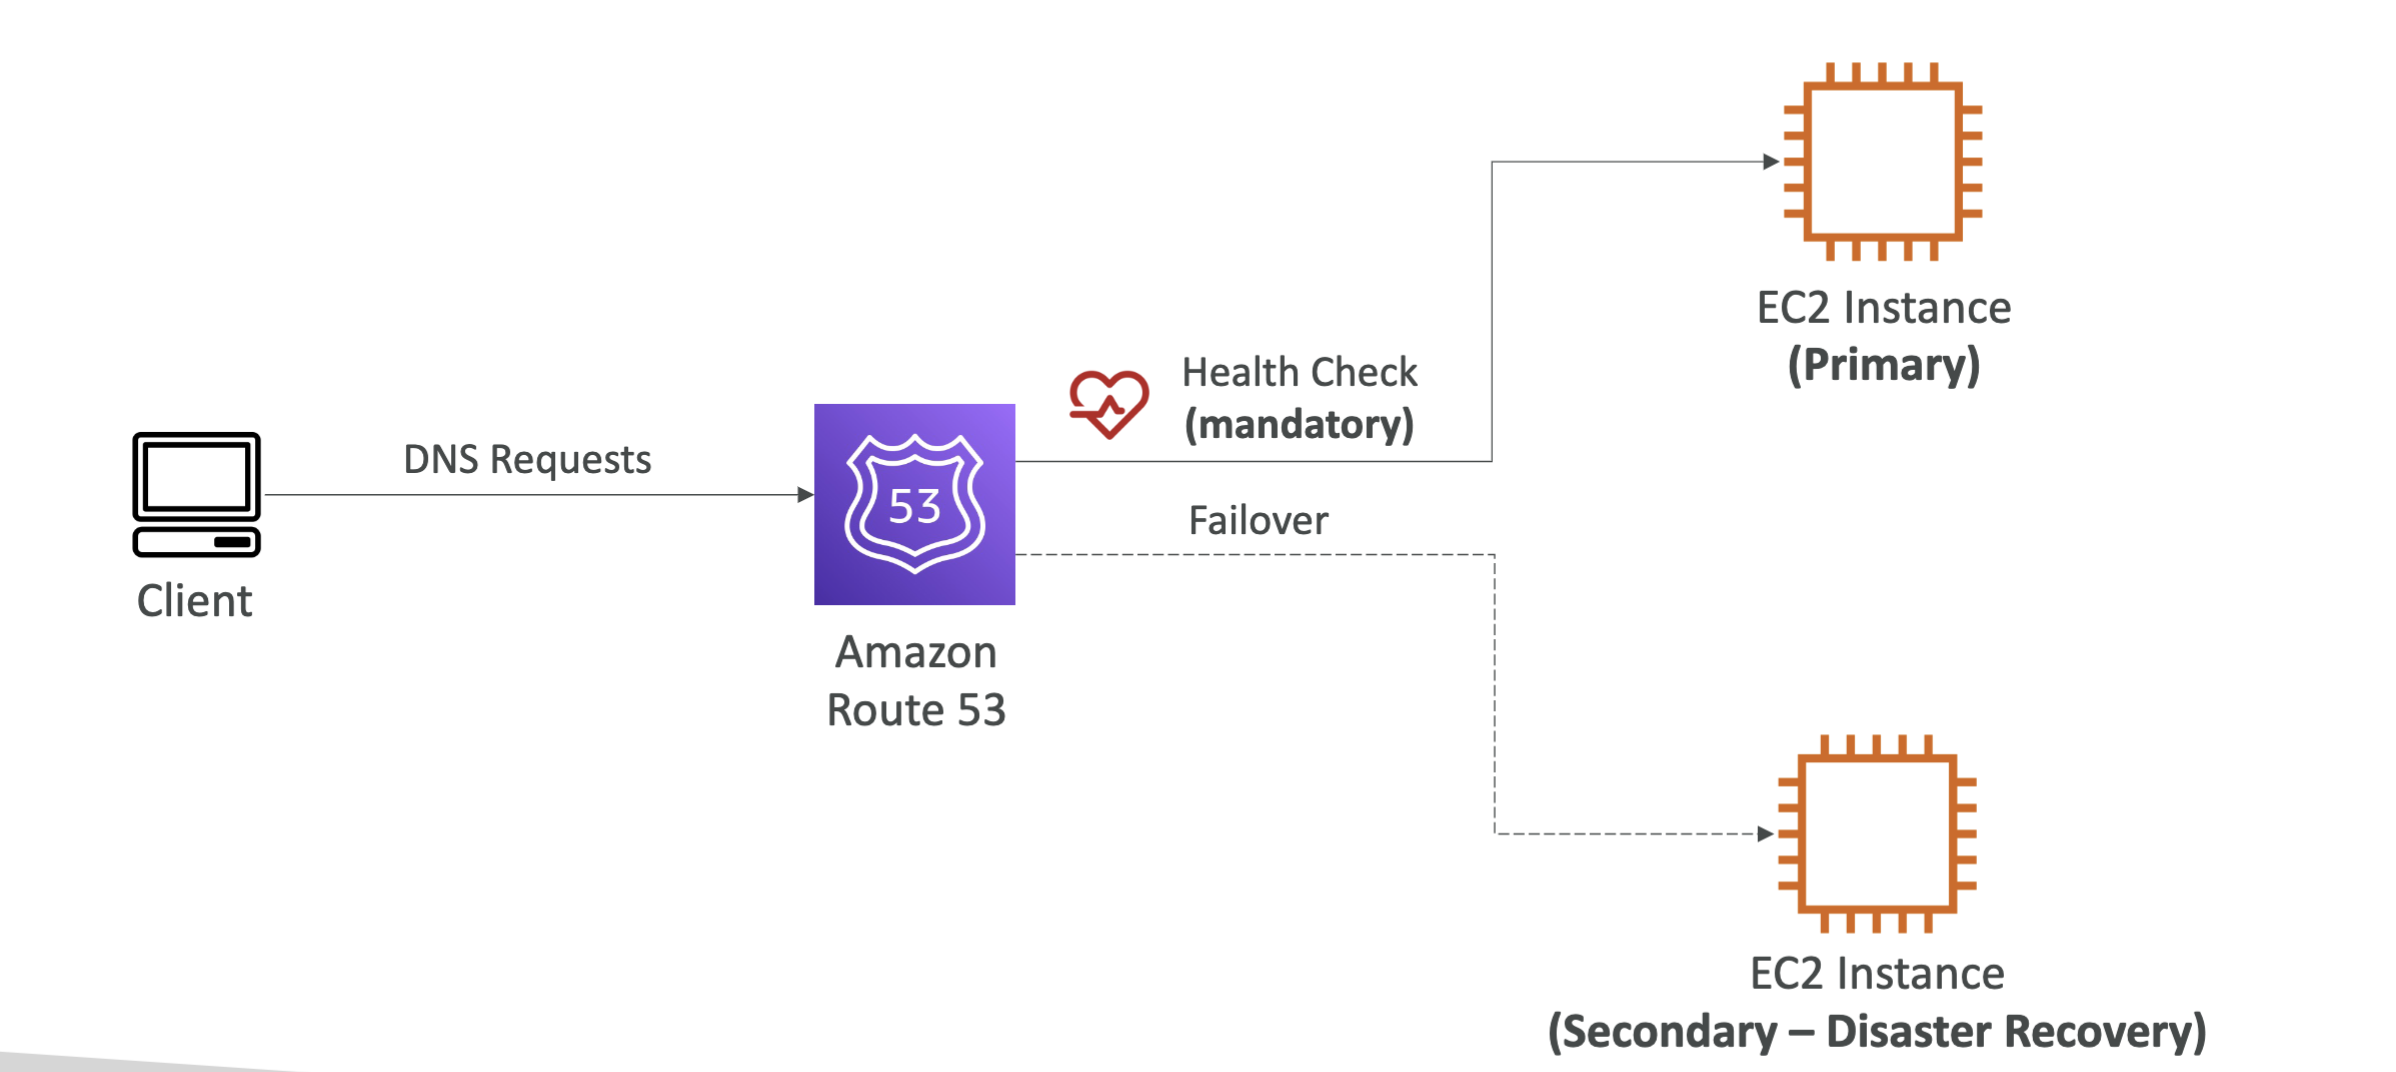 EC2 Instance
(Primary)
Health Check
(mandatory)
DNS Requests
53
Failover
Client
Amazon
Route 53
EC2 Instance
(Secondary – Disaster Recovery)